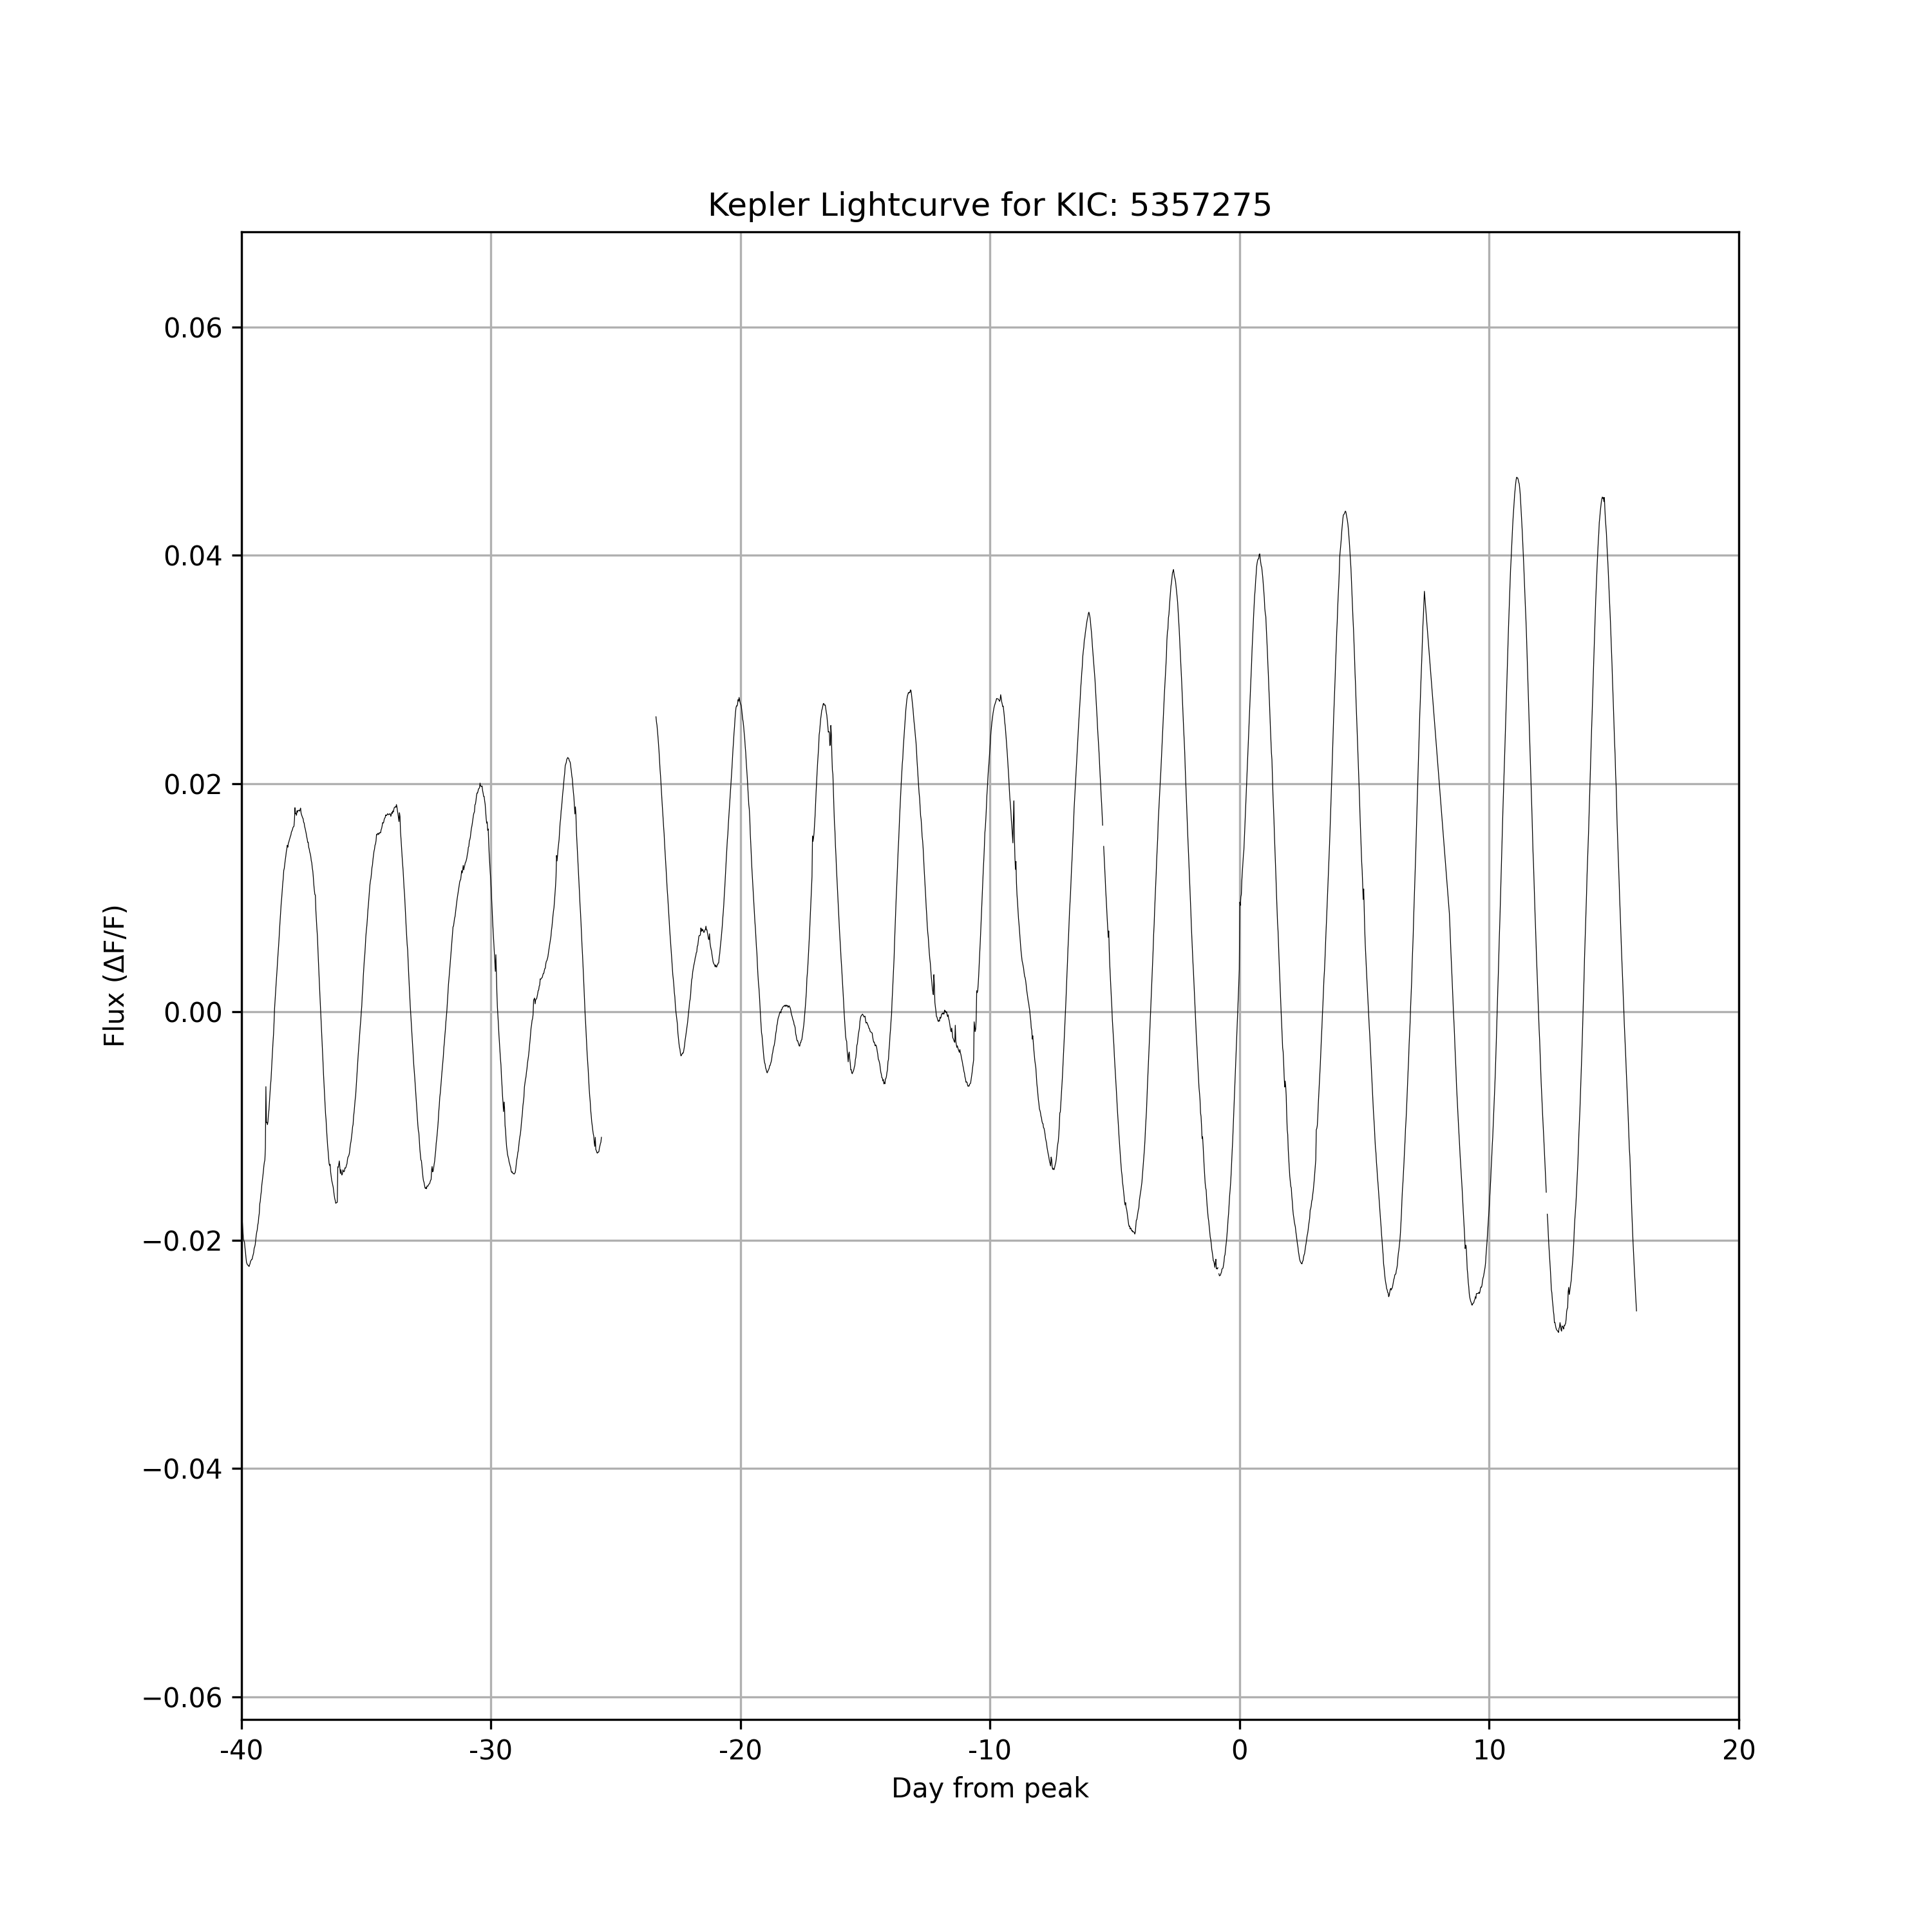 Kepler Lightcurve for KIC: 5357275
Flux (ΔF/F)
0.06
0.04
0.02
0.00
−0.02
−0.04
−0.06
-40 -30 -20 -10 0 10 20
Day from peak